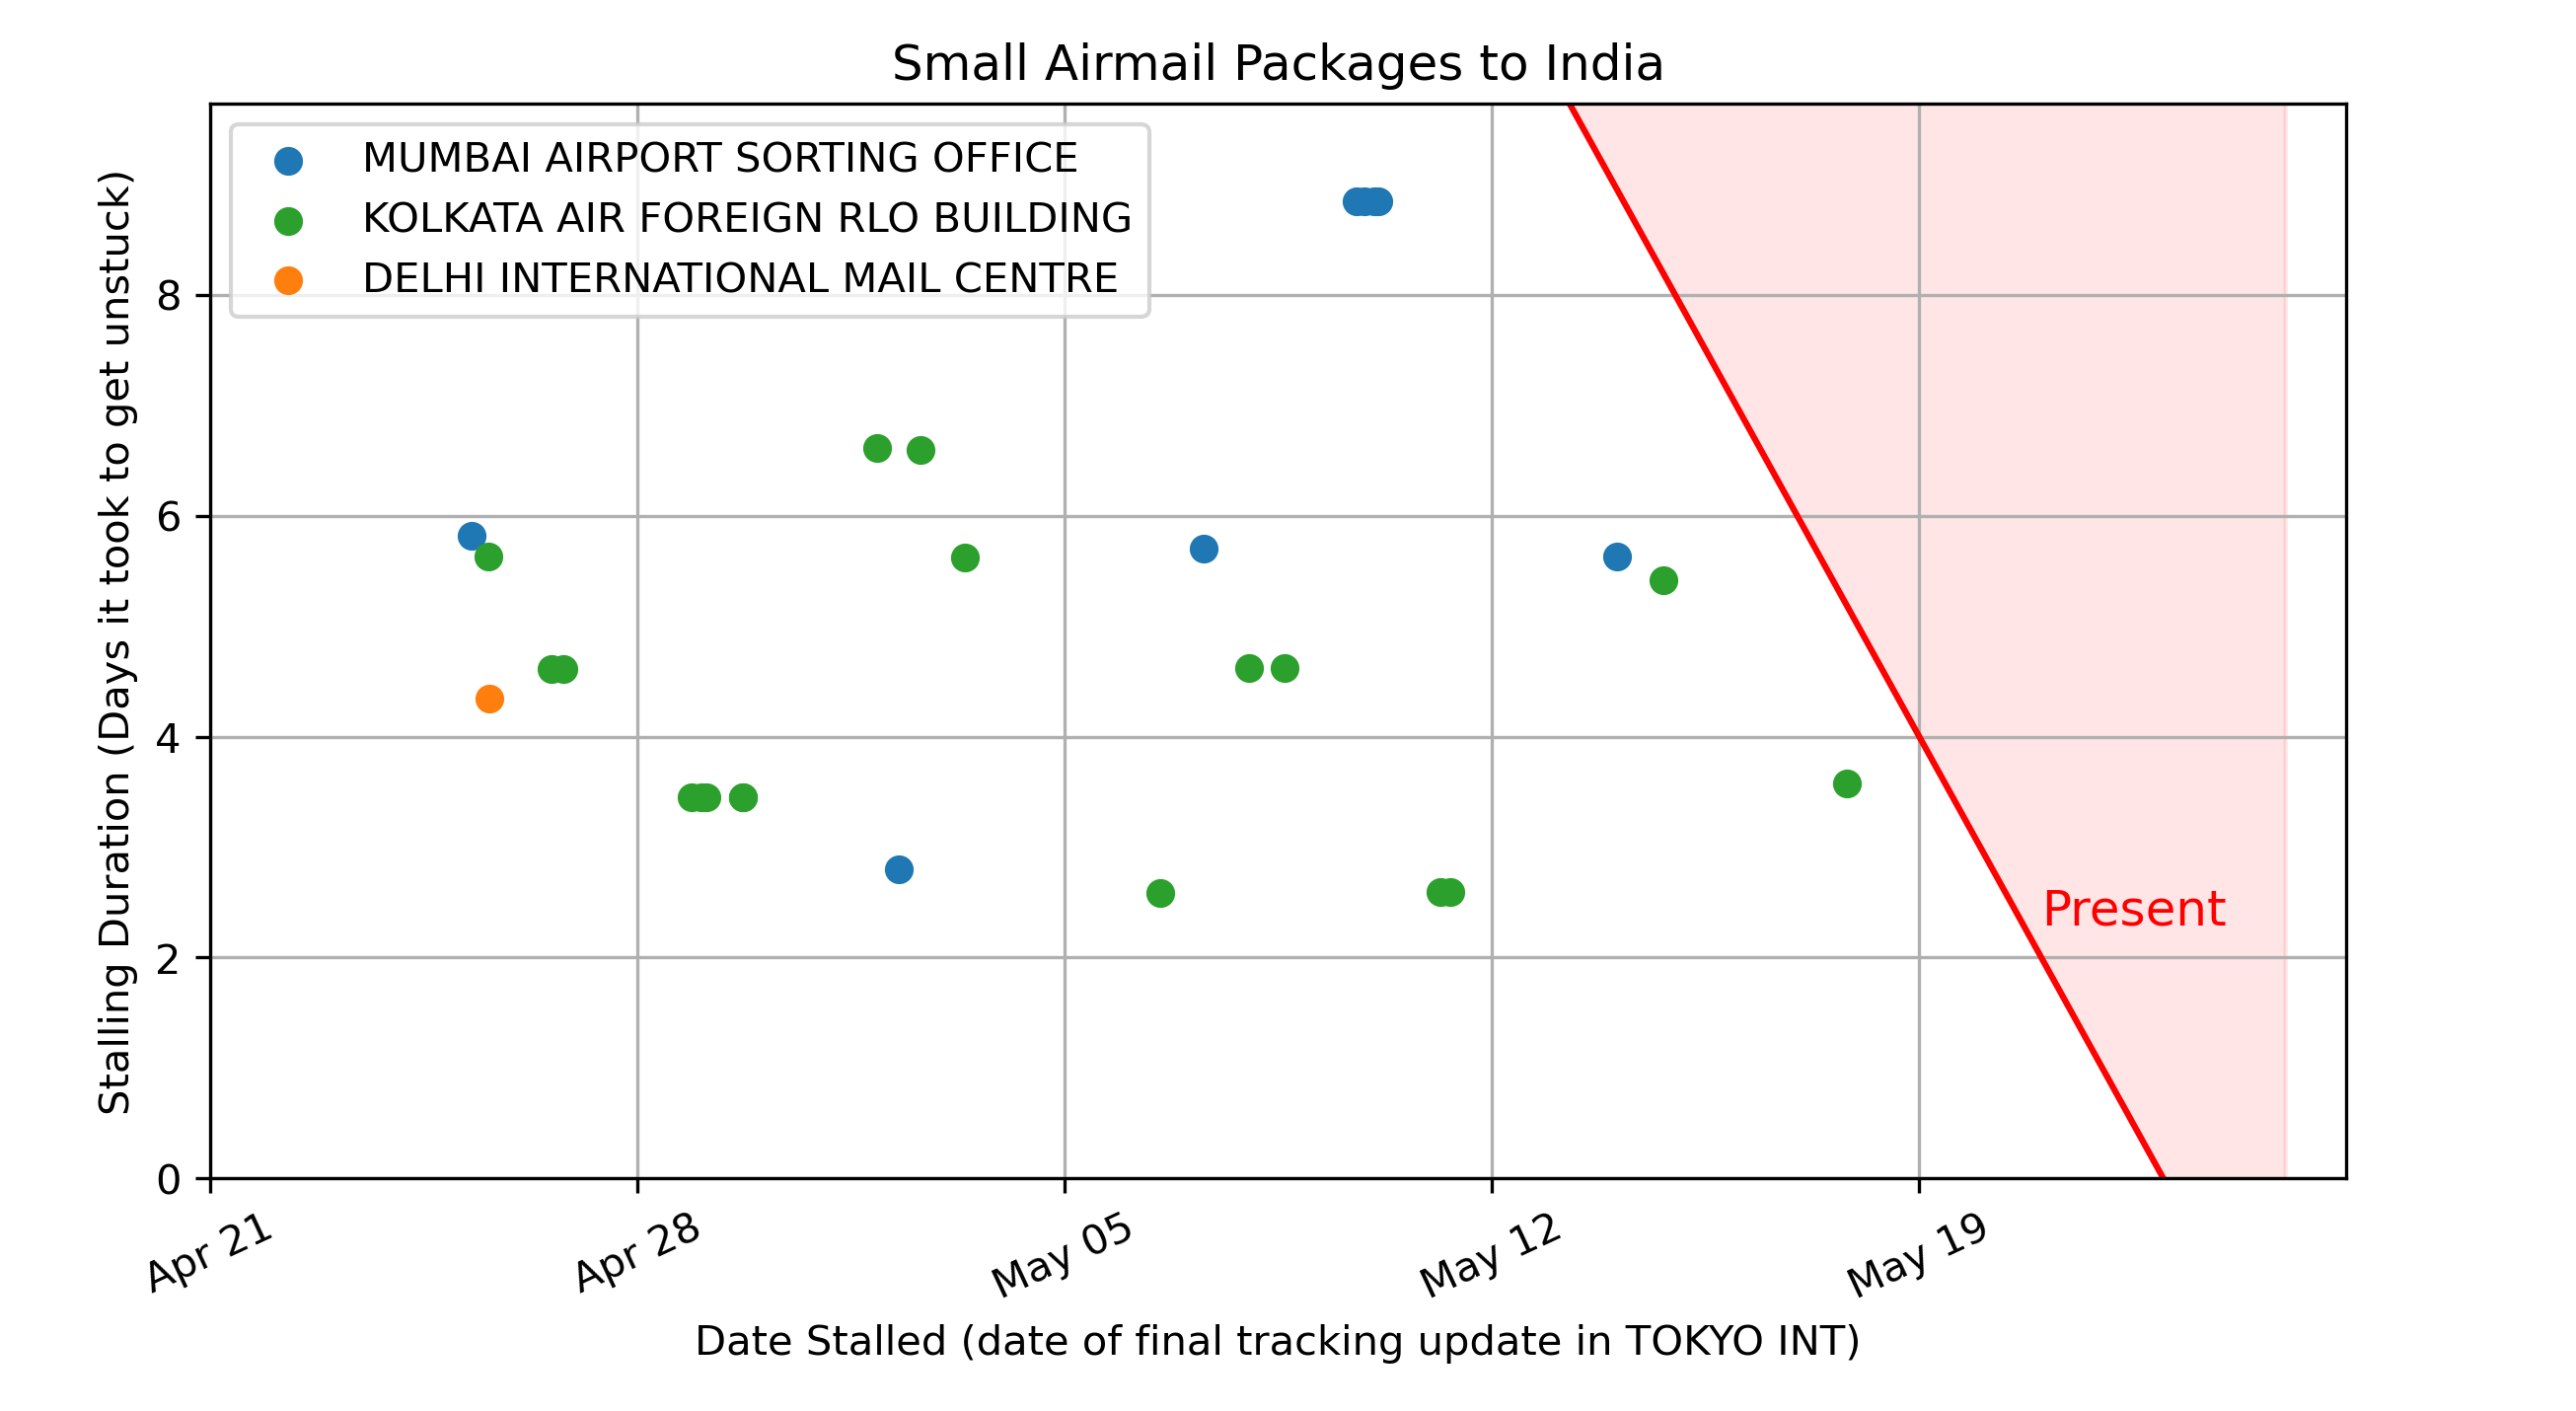 Small Airmail Packages to India
MUMBAI AIRPORT SORTING OFFICE
KOLKATA AIR FOREIGN RLO BUILDING
DELHI INTERNATIONAL MAIL CENTRE
Stalling Duration (Days it took to get unstuck)
8
6
4
2
0
Present
Apr 21
Apr 28
May 05
May 12
May 19
Date Stalled (date of final tracking update in TOKYO INT)